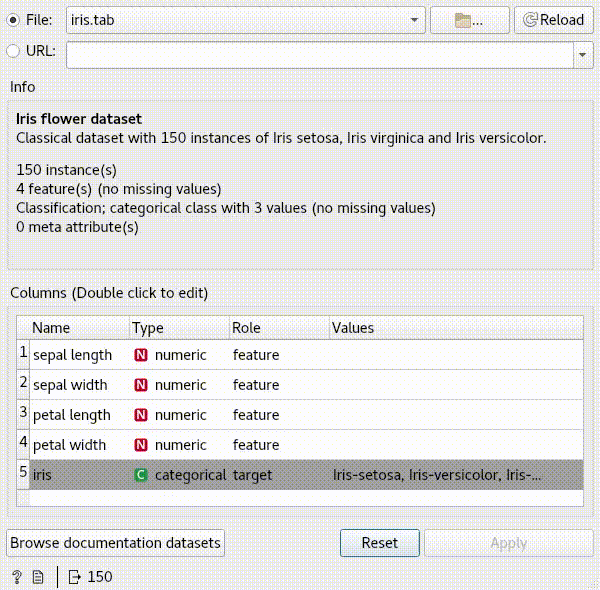 File: iris.tab ... Reload
URL:
Info
Iris flower dataset
Classical dataset with 150 instances of Iris setosa, Iris virginica and Iris versicolor.
150 instance(s)
4 feature(s) (no missing values)
Classification; categorical class with 3 values (no missing values)
0 meta attribute(s)
Columns (Double click to edit)
Name Type Role Values
1 sepal length N numeric feature
2 sepal width N numeric feature
3 petal length N numeric feature
4 petal width N numeric feature
5 iris C categorical target Iris-setosa, Iris-versicolor, Iris-...
Browse documentation datasets Reset Apply
? 150